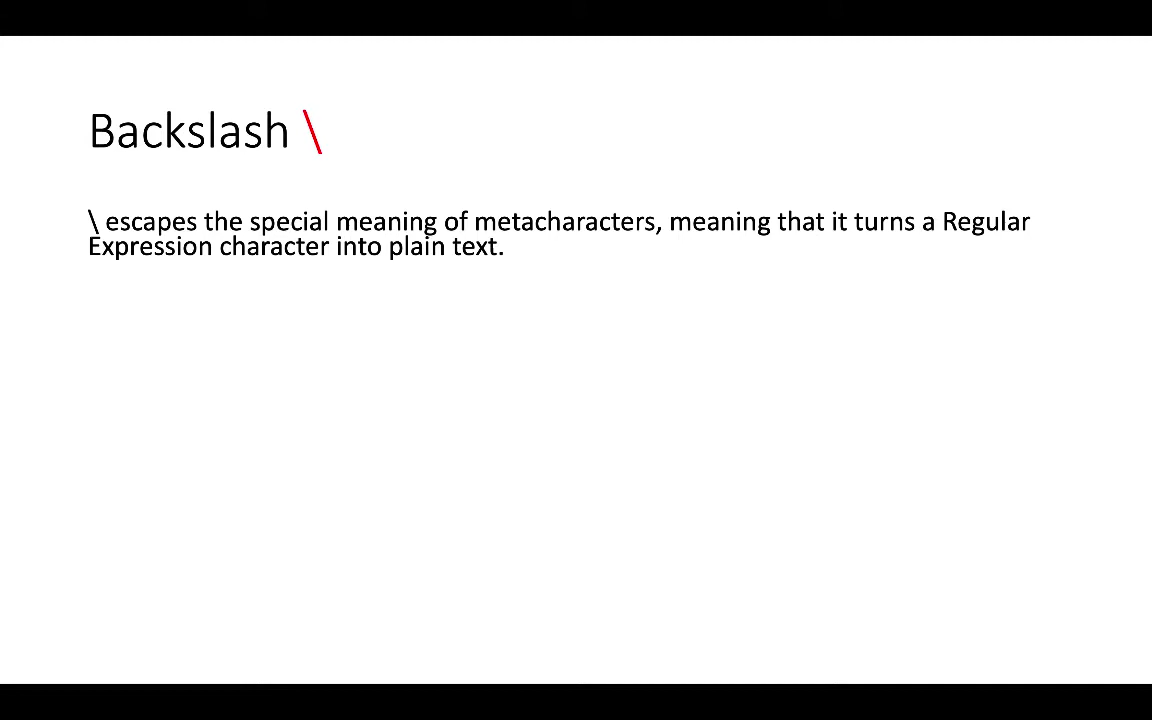 Backslash \
\ escapes the special meaning of metacharacters, meaning that it turns a Regular
Expression character into plain text.